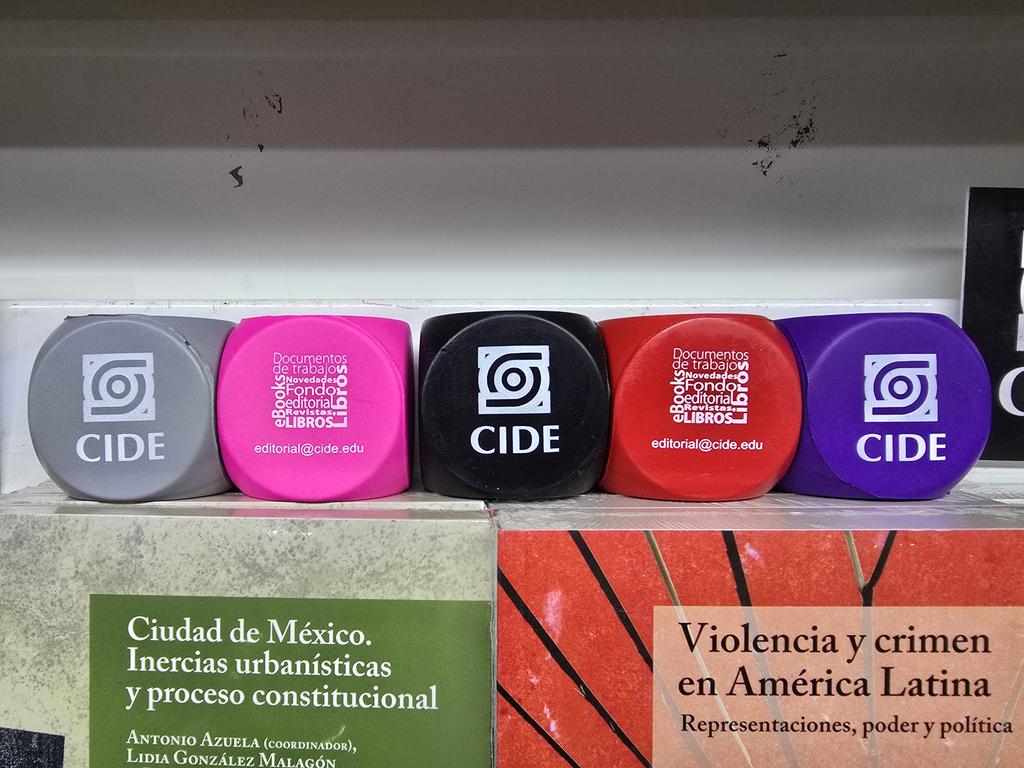 CIDE
Documentos
de trabajo
Novedades
Fondo
editorial
Revistas
eLIBROS
eBooks
Libros
editorial@cide.edu
CIDE
Documentos
de trabajo
Novedades
Fondo
editorial
Revistas
eLIBROS
eBooks
Libros
editorial@cide.edu
CIDE
Ciudad de México.
Inercias urbanísticas
y proceso constitucional
ANTONIO AZUELA (COORDINADOR),
LIDIA GONZÁLEZ MALAGÓN
Violencia y crimen
en América Latina
Representaciones, poder y política